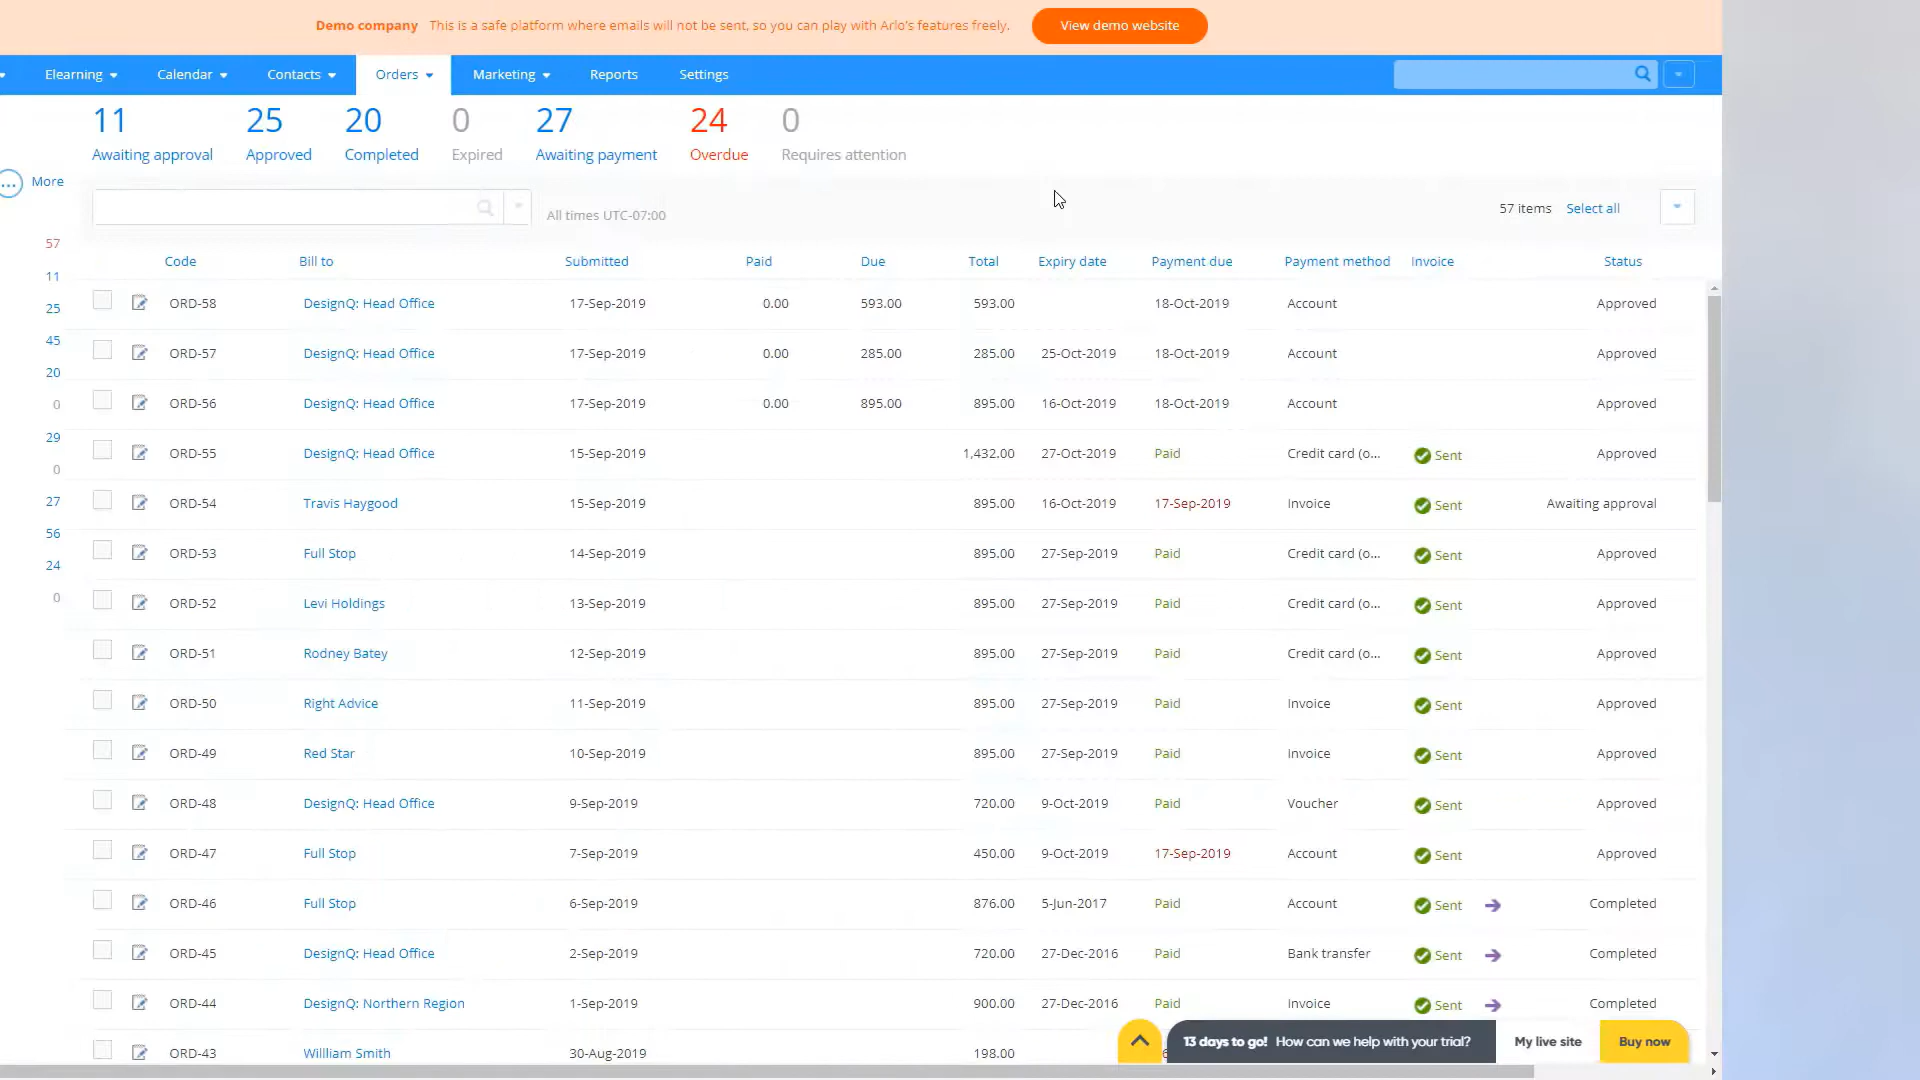 Demo company This is a safe platform where emails will not be sent, so you can play with Arlo's features freely. View demo website
Elearning Calendar Contacts Orders Marketing Reports Settings
11 25 20 0 27 24 0
Awaiting approval Approved Completed Expired Awaiting payment Overdue Requires attention
More
All times UTC-07:00 57 items Select all
57
11
25
45
20
0
29
0
27
56
24
0
Code Bill to Submitted Paid Due Total Expiry date Payment due Payment method Invoice Status
ORD-58 DesignQ: Head Office 17-Sep-2019 0.00 593.00 593.00 18-Oct-2019 Account Approved
ORD-57 DesignQ: Head Office 17-Sep-2019 0.00 285.00 285.00 25-Oct-2019 18-Oct-2019 Account Approved
ORD-56 DesignQ: Head Office 17-Sep-2019 0.00 895.00 895.00 16-Oct-2019 18-Oct-2019 Account Approved
ORD-55 DesignQ: Head Office 15-Sep-2019 1,432.00 27-Oct-2019 Paid Credit card (o... Sent Approved
ORD-54 Travis Haygood 15-Sep-2019 895.00 16-Oct-2019 17-Sep-2019 Invoice Sent Awaiting approval
ORD-53 Full Stop 14-Sep-2019 895.00 27-Sep-2019 Paid Credit card (o... Sent Approved
ORD-52 Levi Holdings 13-Sep-2019 895.00 27-Sep-2019 Paid Credit card (o... Sent Approved
ORD-51 Rodney Batey 12-Sep-2019 895.00 27-Sep-2019 Paid Credit card (o... Sent Approved
ORD-50 Right Advice 11-Sep-2019 895.00 27-Sep-2019 Paid Invoice Sent Approved
ORD-49 Red Star 10-Sep-2019 895.00 27-Sep-2019 Paid Invoice Sent Approved
ORD-48 DesignQ: Head Office 9-Sep-2019 720.00 9-Oct-2019 Paid Voucher Sent Approved
ORD-47 Full Stop 7-Sep-2019 450.00 9-Oct-2019 17-Sep-2019 Account Sent Approved
ORD-46 Full Stop 6-Sep-2019 876.00 5-Jun-2017 Paid Account Sent Completed
ORD-45 DesignQ: Head Office 2-Sep-2019 720.00 27-Dec-2016 Paid Bank transfer Sent Completed
ORD-44 DesignQ: Northern Region 1-Sep-2019 900.00 27-Dec-2016 Paid Invoice Sent Completed
ORD-43 Willliam Smith 30-Aug-2019 198.00
13 days to go! How can we help with your trial? My live site Buy now